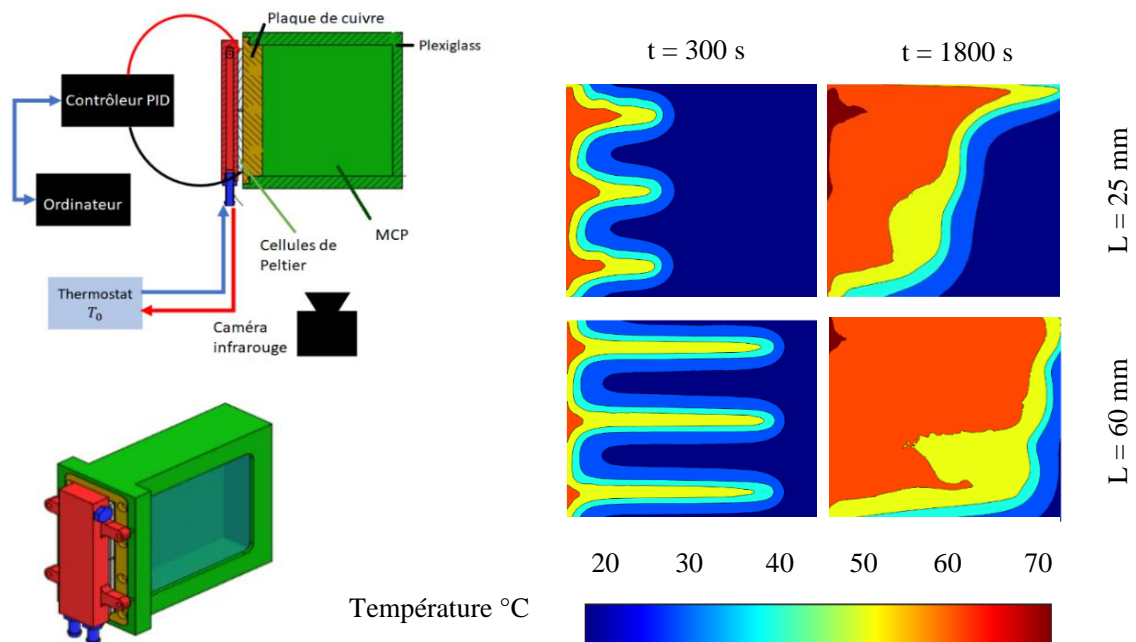 Plaque de cuivre
Plexiglass
Contrôleur PID
Ordinateur
MCP
Cellules de
Peltier
Thermostat
T₀
Caméra
infrarouge
t = 300 s
t = 1800 s
L = 25 mm
L = 60 mm
20 30 40 50 60 70
Température °C